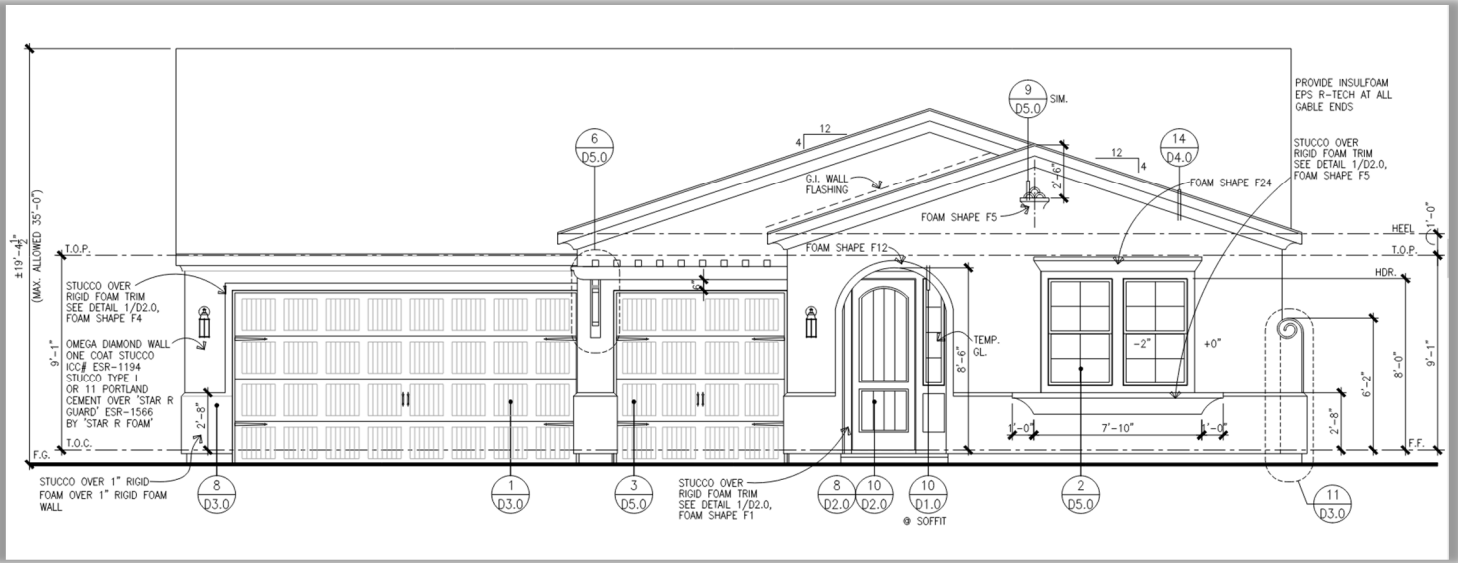 PROVIDE INSULFOAM
EPS R-TECH AT ALL
GABLE ENDS
9
D5.0
SIM.
6
D5.0
12
4
14
D4.0
12
4
STUCCO OVER
RIGID FOAM TRIM
SEE DETAIL 1/D2.0,
FOAM SHAPE F5
2'-6"
G.I. WALL
FLASHING
FOAM SHAPE F24
FOAM SHAPE F5
±19'-4½"
(MAX. ALLOWED 35'-0")
HEEL
1'-0"
T.O.P.
FOAM SHAPE F12
T.O.P.
HDR.
STUCCO OVER
RIGID FOAM TRIM
SEE DETAIL 1/D2.0,
FOAM SHAPE F4
6"
OMEGA DIAMOND WALL
ONE COAT STUCCO
ICC# ESR-1194
STUCCO TYPE I
OR 11 PORTLAND
CEMENT OVER 'STAR R
GUARD' ESR-1566
BY 'STAR R FOAM'
9'-1"
TEMP.
GL.
8'-6"
-2"
+0"
6'-2"
8'-0"
9'-1"
2'-8"
1'-0"
7'-10"
1'-0"
2'-8"
T.O.C.
F.G.
F.F.
STUCCO OVER 1" RIGID
FOAM OVER 1" RIGID FOAM
WALL
8
D3.0
1
D3.0
3
D5.0
STUCCO OVER
RIGID FOAM TRIM
SEE DETAIL 1/D2.0,
FOAM SHAPE F1
8
D2.0
10
D2.0
10
D1.0
@ SOFFIT
2
D5.0
11
D3.0